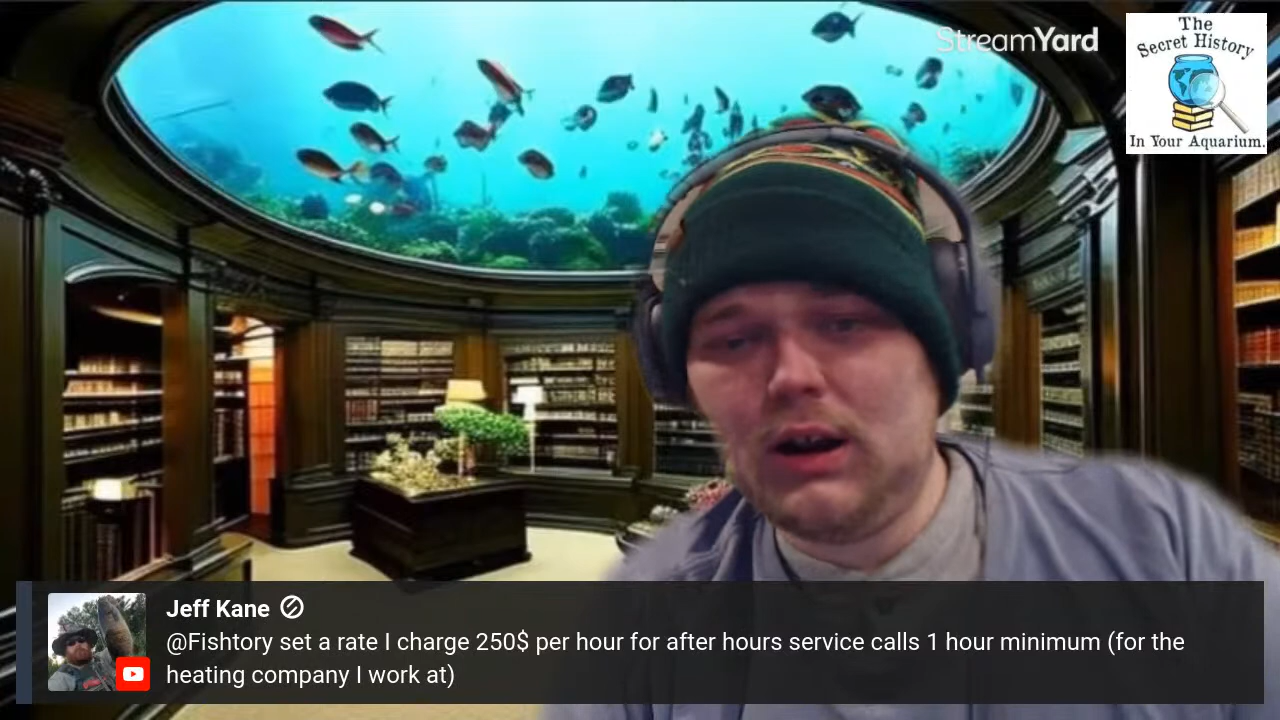 StreamYard
The
Secret History
In Your Aquarium.
Jeff Kane
@Fishtory set a rate I charge 250$ per hour for after hours service calls 1 hour minimum (for the
heating company I work at)